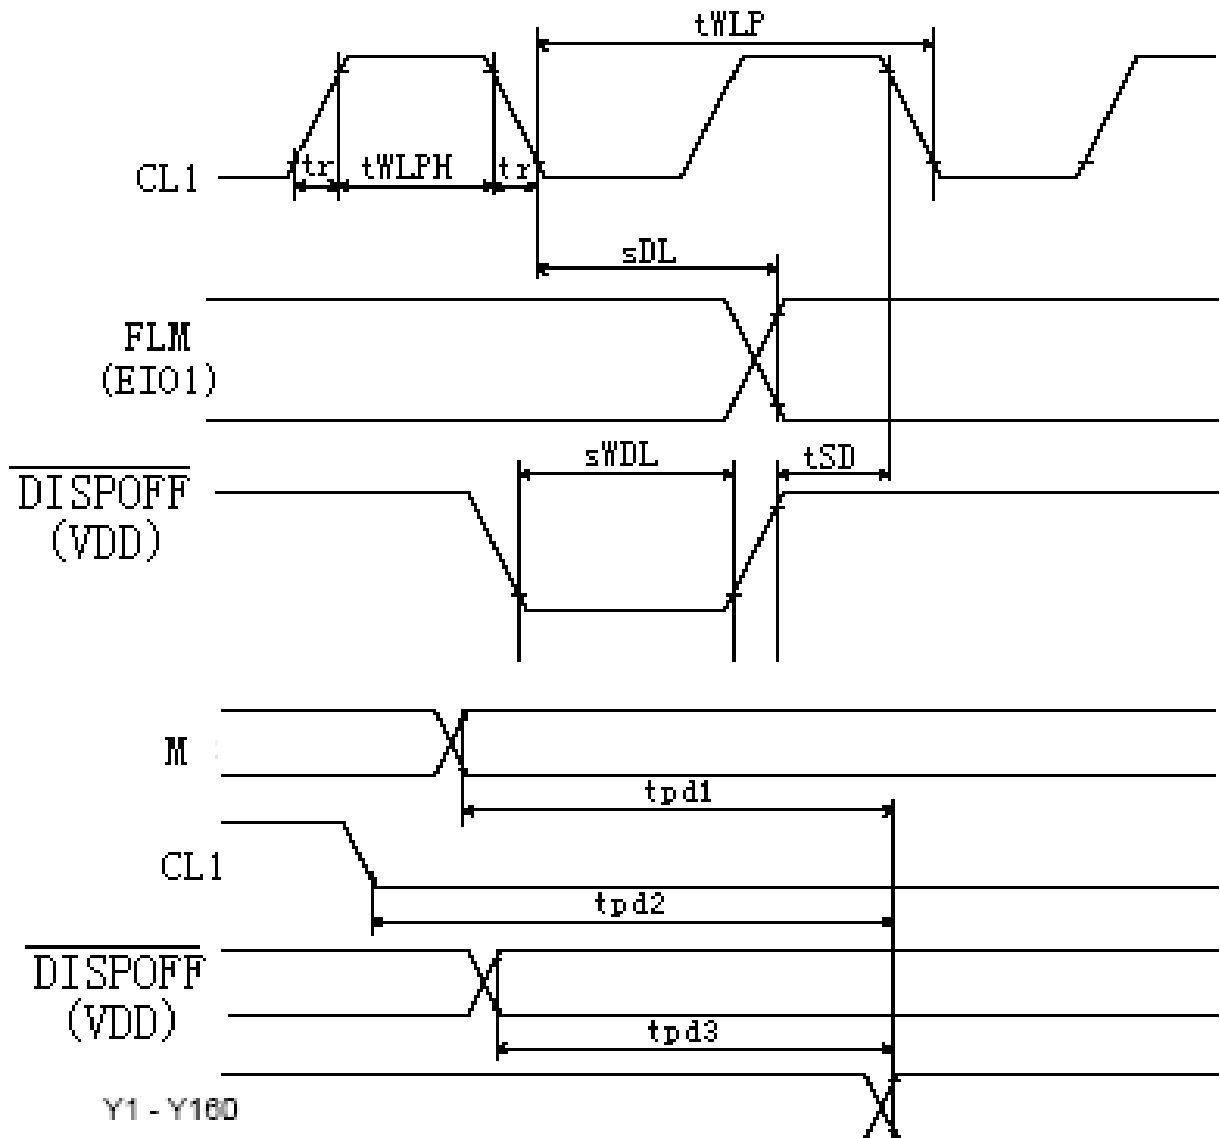 tWLP
CL1
tr
tWLPH
tr
sDL
FLM
(EIO1)
sWDL
tSD
DISPOFF
(VDD)
M
tpd1
CL1
tpd2
DISPOFF
(VDD)
tpd3
Y1 - Y160